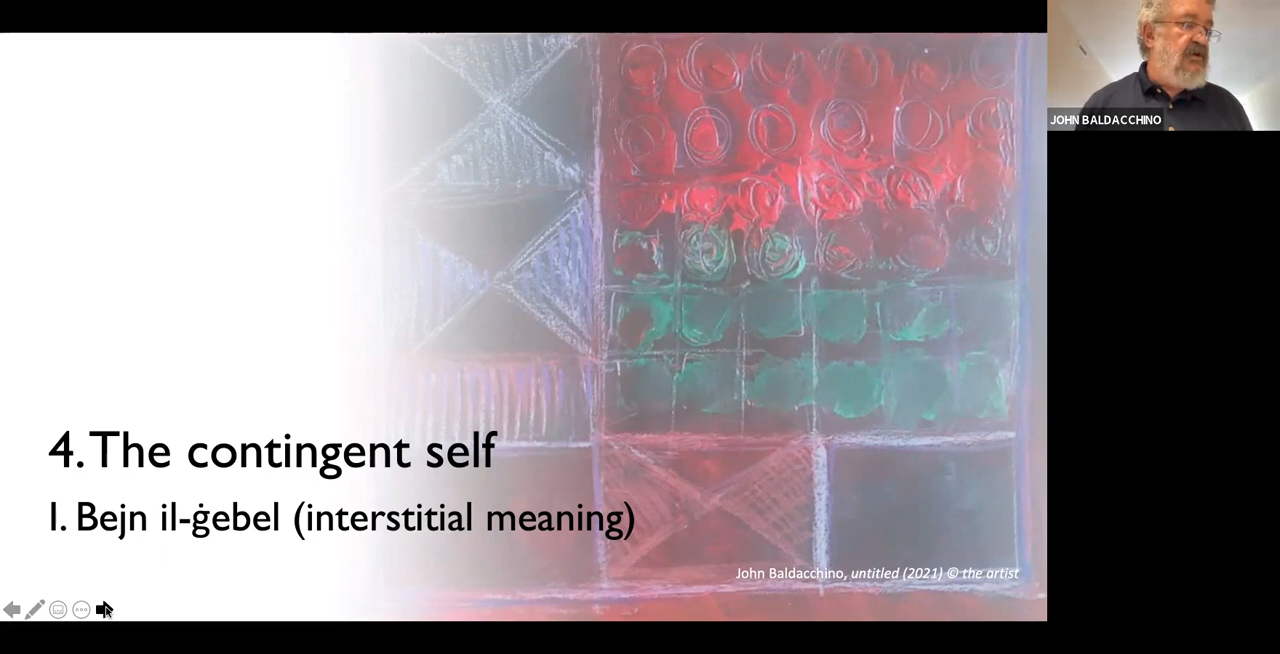 JOHN BALDACCHINO
4. The contingent self
I. Bejn il-ġebel (interstitial meaning)
John Baldacchino, untitled (2021) © the artist